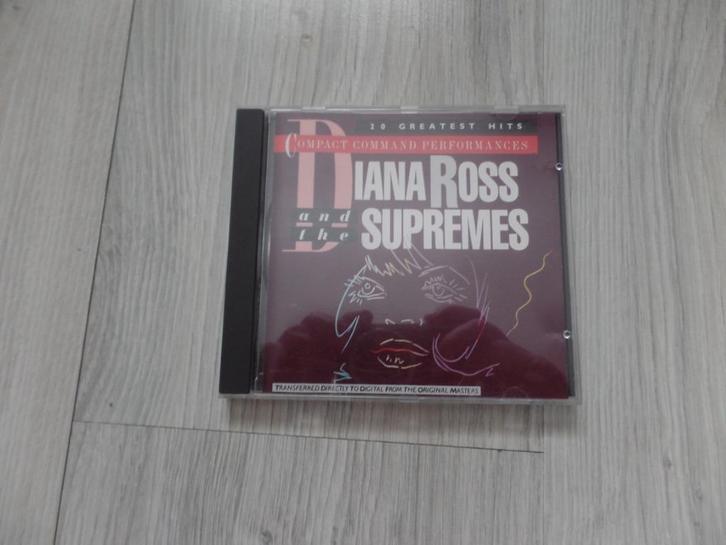 20 GREATEST HITS
COMPACT COMMAND PERFORMANCES
DIANA ROSS
and
the SUPREMES
TRANSFERRED DIRECTLY TO DIGITAL FROM THE ORIGINAL MASTERS